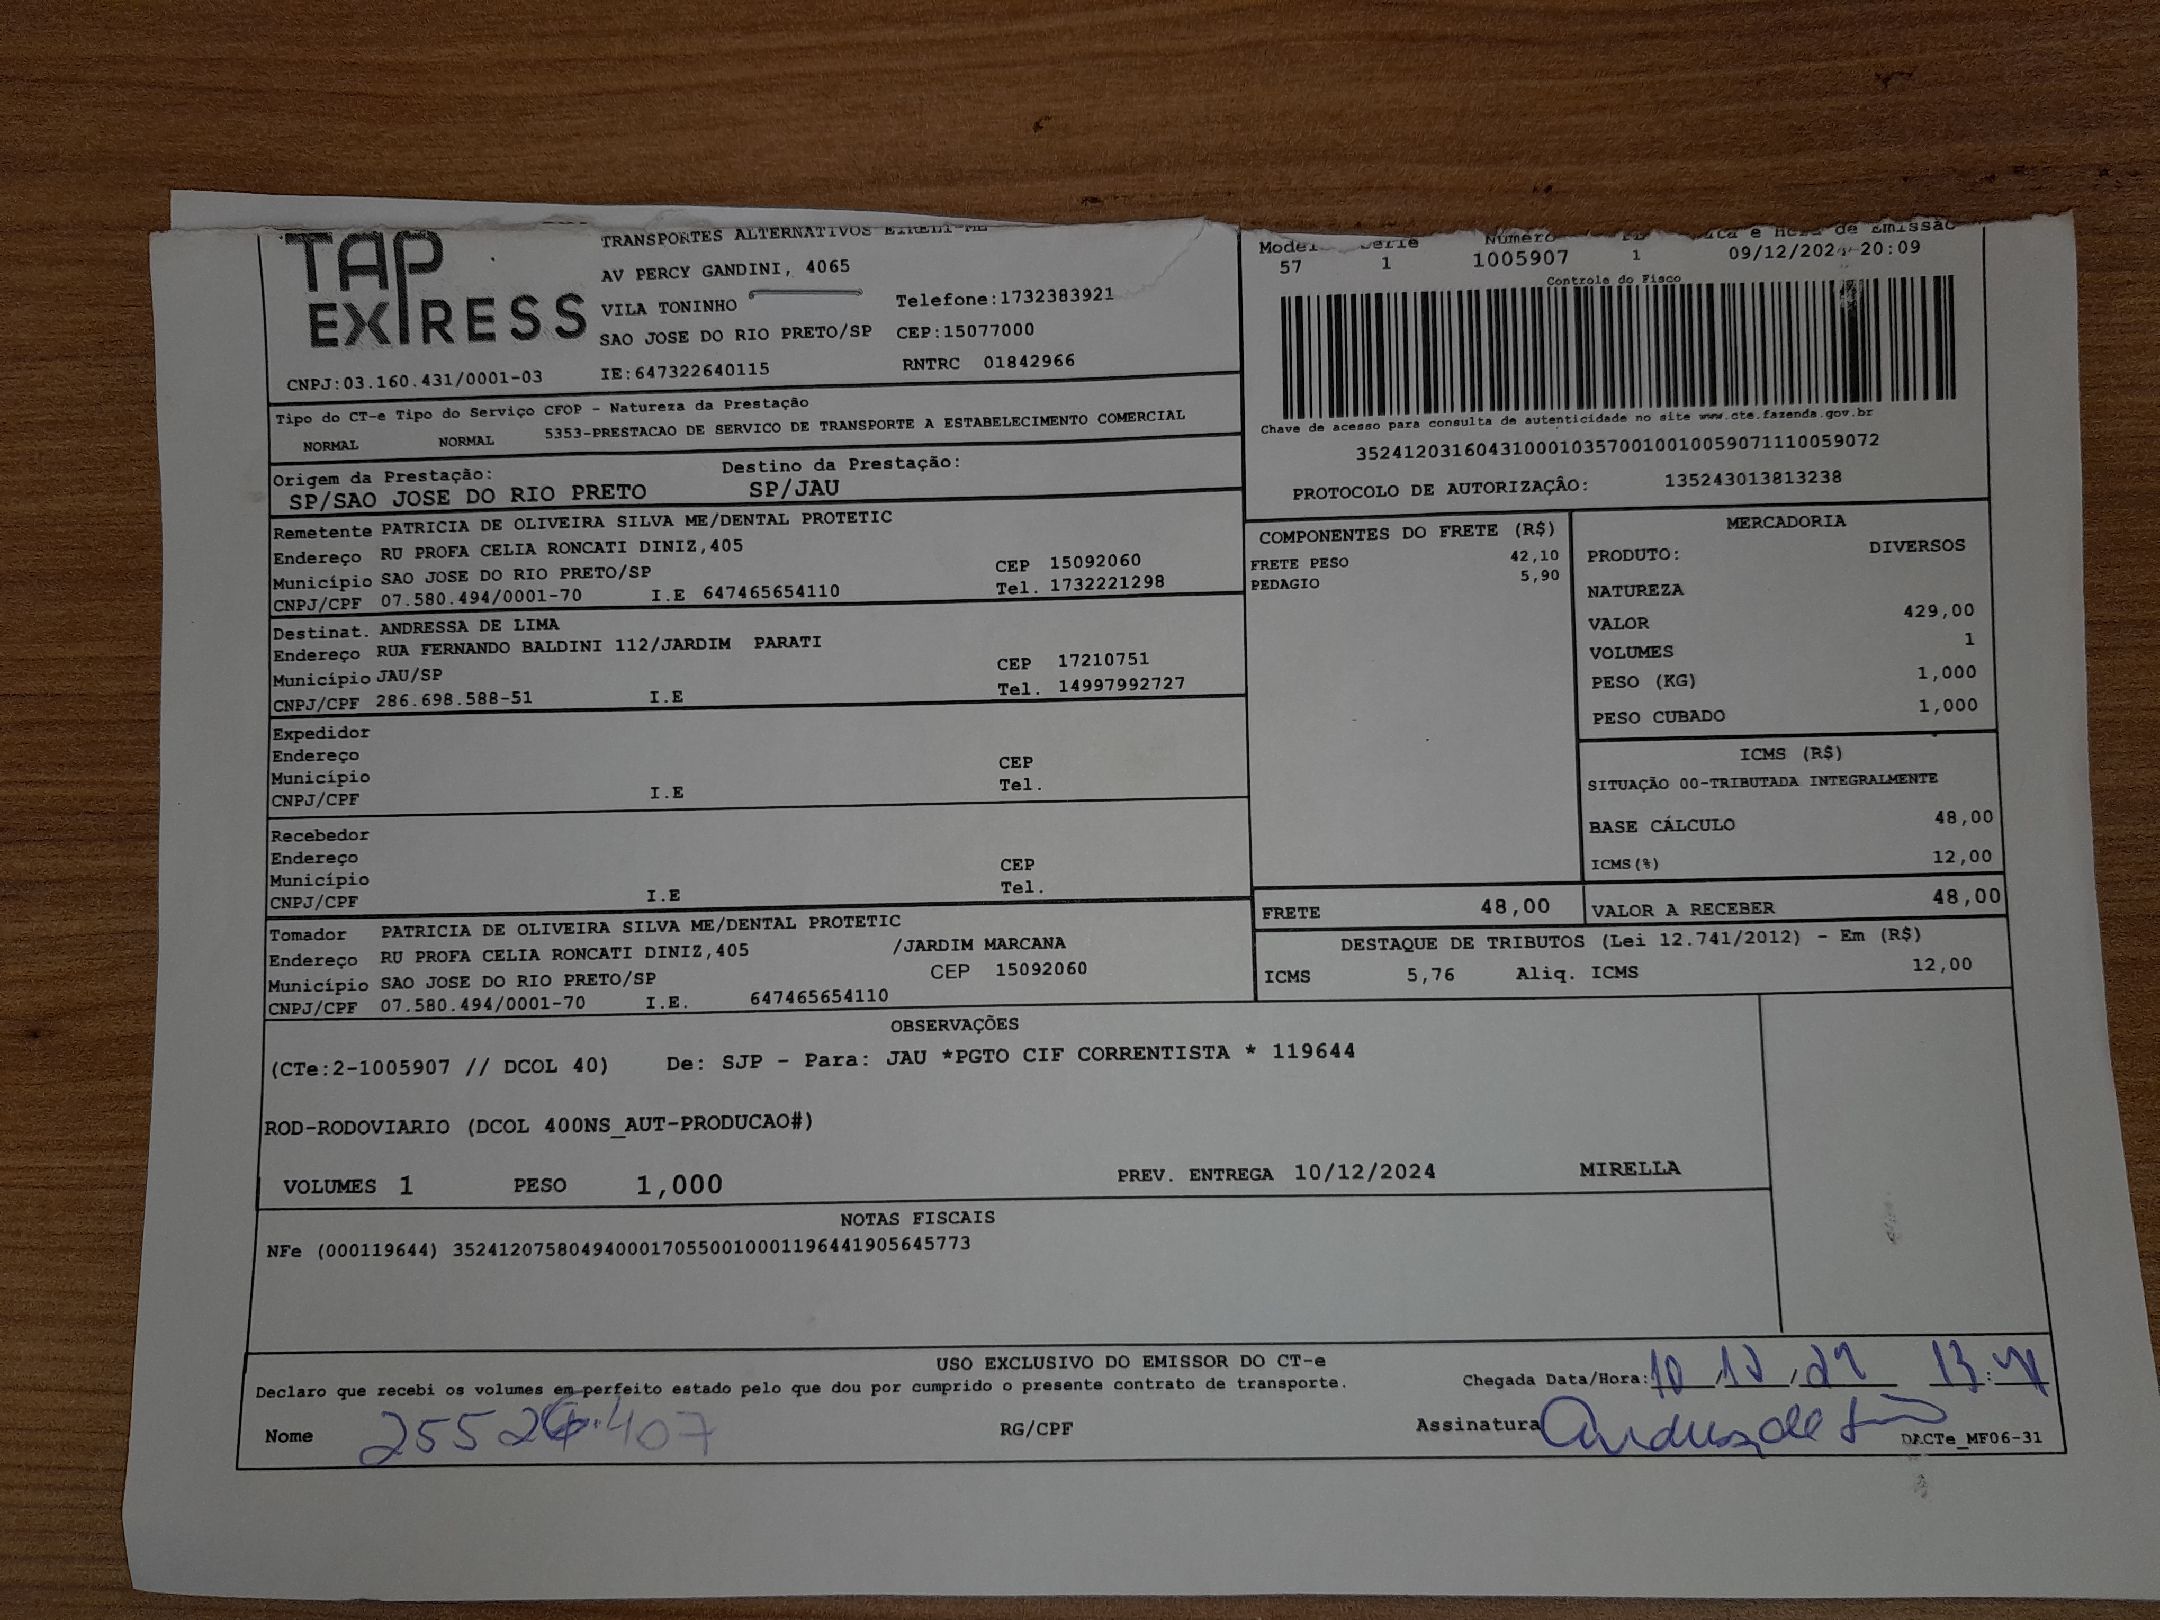 TAP EXPRESS
TRANSPORTES ALTERNATIVOS EIRELI-ME
AV PERCY GANDINI, 4065
VILA TONINHO Telefone:1732383921
SAO JOSE DO RIO PRETO/SP CEP:15077000
CNPJ:03.160.431/0001-03 IE:647322640115 RNTRC 01842966
Número Hora de Emissão
57 1 1005907 1 09/12/2024 20:09
Controle do Fisco
Chave de acesso para consulta de autenticidade no site www.cte.fazenda.gov.br
35241203160431000103570010010059071110059072
PROTOCOLO DE AUTORIZAÇÂO: 135243013813238
Tipo do CT-e Tipo do Serviço CFOP - Natureza da Prestação
NORMAL NORMAL 5353-PRESTACAO DE SERVICO DE TRANSPORTE A ESTABELECIMENTO COMERCIAL
Origem da Prestação: Destino da Prestação:
SP/SAO JOSE DO RIO PRETO SP/JAU
Remetente PATRICIA DE OLIVEIRA SILVA ME/DENTAL PROTETIC
Endereço RU PROFA CELIA RONCATI DINIZ,405
Município SAO JOSE DO RIO PRETO/SP CEP 15092060
CNPJ/CPF 07.580.494/0001-70 I.E 647465654110 Tel. 1732221298
Destinat. ANDRESSA DE LIMA
Endereço RUA FERNANDO BALDINI 112/JARDIM PARATI
Município JAU/SP CEP 17210751
CNPJ/CPF 286.698.588-51 I.E Tel. 14997992727
Expedidor
Endereço
Município CEP
CNPJ/CPF I.E Tel.
Recebedor
Endereço
Município CEP
CNPJ/CPF I.E Tel.
Tomador PATRICIA DE OLIVEIRA SILVA ME/DENTAL PROTETIC
Endereço RU PROFA CELIA RONCATI DINIZ,405 /JARDIM MARCANA
Município SAO JOSE DO RIO PRETO/SP CEP 15092060
CNPJ/CPF 07.580.494/0001-70 I.E. 647465654110
COMPONENTES DO FRETE (R$)
FRETE PESO 42,10
PEDAGIO 5,90
MERCADORIA
PRODUTO: DIVERSOS
NATUREZA
VALOR 429,00
VOLUMES 1
PESO (KG) 1,000
PESO CUBADO 1,000
ICMS (R$)
SITUAÇÃO 00-TRIBUTADA INTEGRALMENTE
BASE CÁLCULO 48,00
ICMS(%) 12,00
FRETE 48,00 VALOR A RECEBER 48,00
DESTAQUE DE TRIBUTOS (Lei 12.741/2012) - Em (R$)
ICMS 5,76 Aliq. ICMS 12,00
OBSERVAÇÕES
(CTe:2-1005907 // DCOL 40) De: SJP - Para: JAU *PGTO CIF CORRENTISTA * 119644
ROD-RODOVIARIO (DCOL 400NS_AUT-PRODUCAO#)
VOLUMES 1 PESO 1,000 PREV. ENTREGA 10/12/2024 MIRELLA
NOTAS FISCAIS
NFe (000119644) 35241207580494000170550010001196441905645773
USO EXCLUSIVO DO EMISSOR DO CT-e
Declaro que recebi os volumes em perfeito estado pelo que dou por cumprido o presente contrato de transporte. Chegada Data/Hora:
Nome RG/CPF Assinatura DACTe_MF06-31